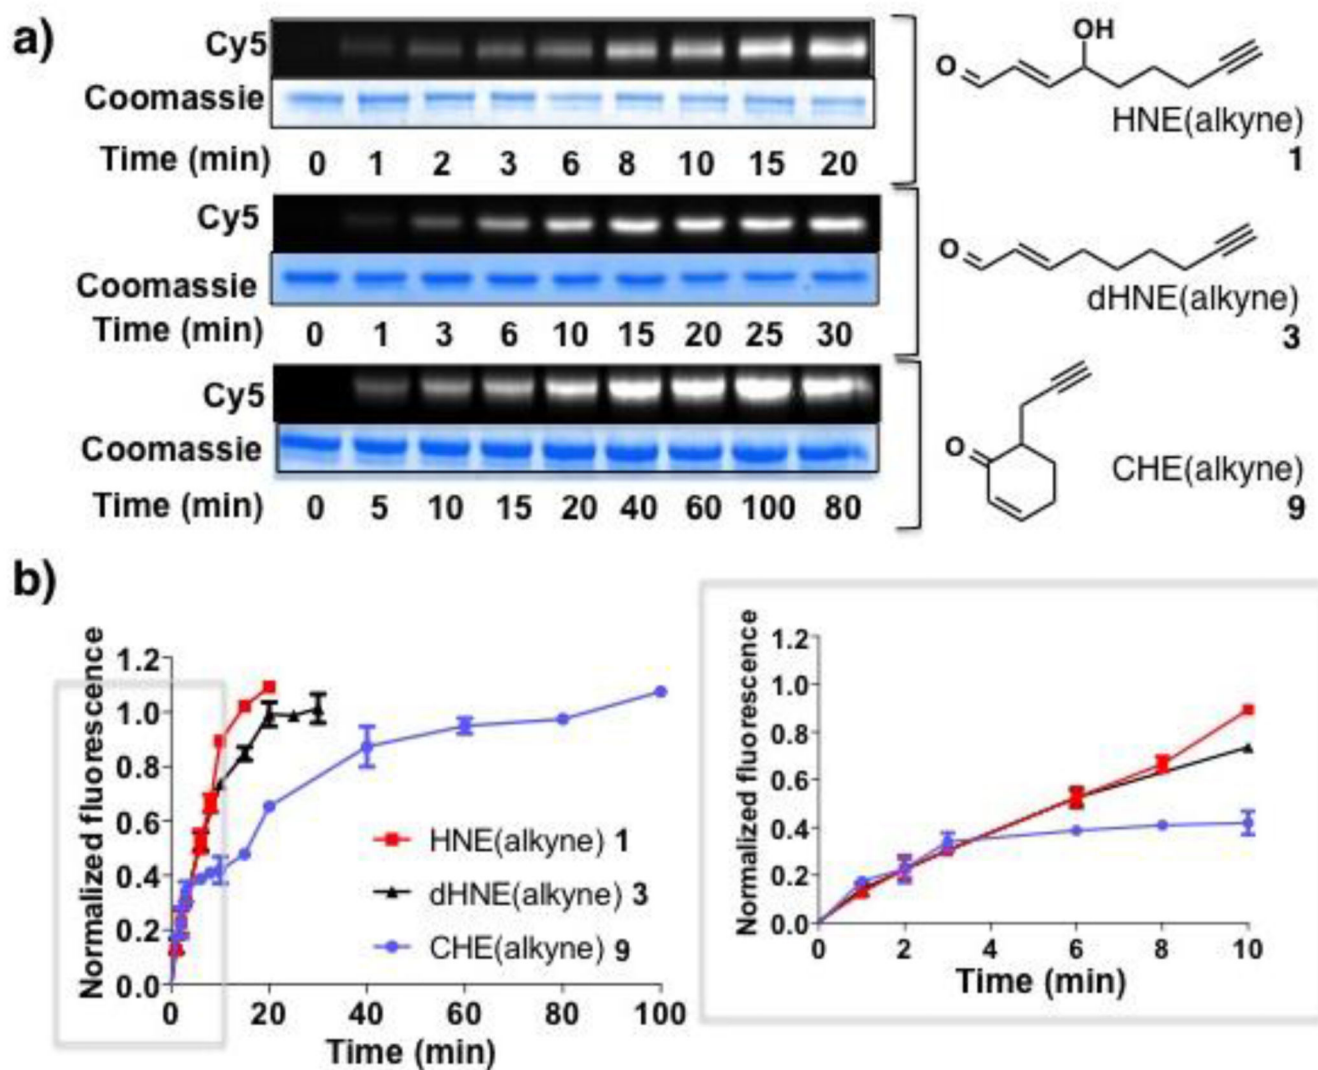 a)
Cy5
Coomassie
Time (min) 0 1 2 3 6 8 10 15 20
OH
O
HNE(alkyne)
1
Cy5
Coomassie
Time (min) 0 1 3 6 10 15 20 25 30
O
dHNE(alkyne)
3
Cy5
Coomassie
Time (min) 0 5 10 15 20 40 60 100 80
O
CHE(alkyne)
9
b)
Normalized fluorescence
1.2
1.0
0.8
0.6
0.4
0.2
0.0
0 20 40 60 80 100
Time (min)
HNE(alkyne) 1
dHNE(alkyne) 3
CHE(alkyne) 9
Normalized fluorescence
1.2
1.0
0.8
0.6
0.4
0.2
0.0
0 2 4 6 8 10
Time (min)